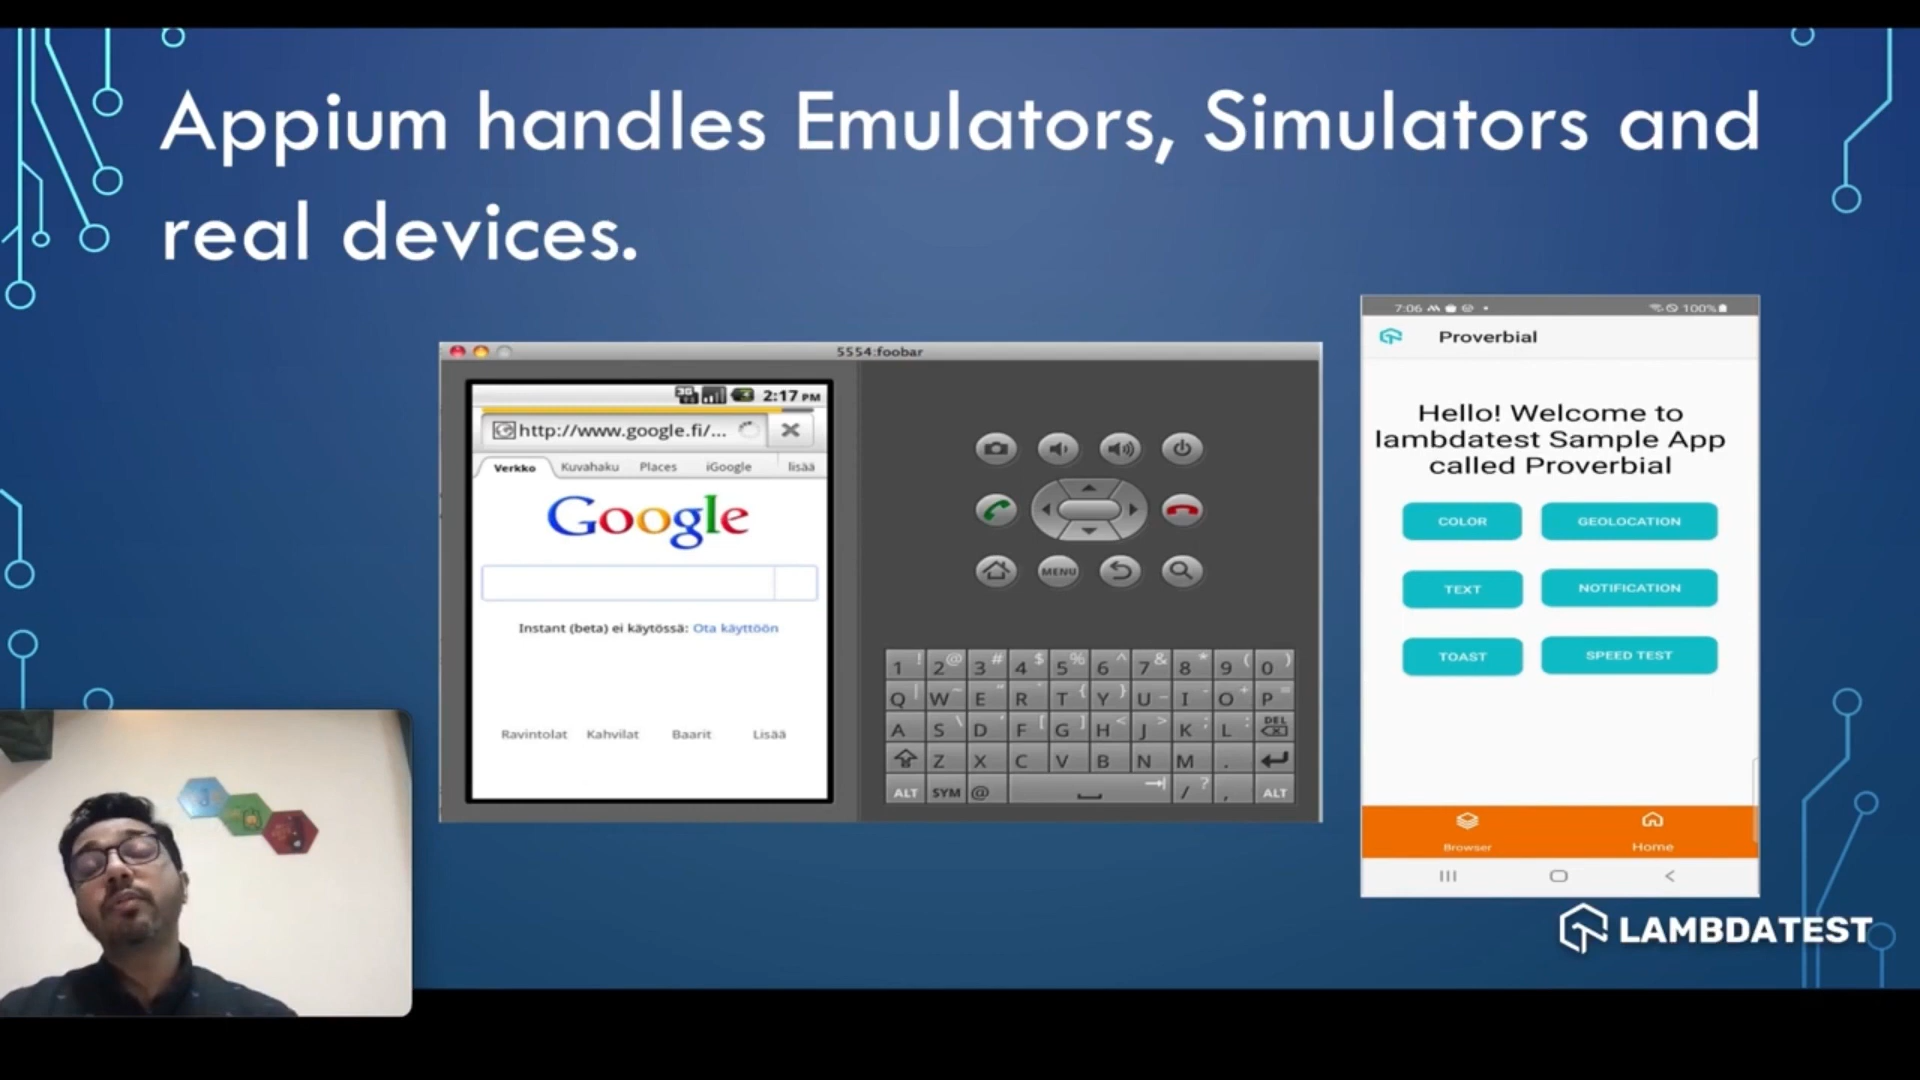 Appium handles Emulators, Simulators and
real devices.
5554:foobar
3G
2:17 PM
http://www.google.fi/...
Verkko Kuvahaku Places iGoogle lisää
Google
Instant (beta) ei käytössä: Ota käyttöön
Ravintolat Kahvilat Baarit Lisää
MENU
1 ! 2 @ 3 # 4 $ 5 % 6 ^ 7 & 8 * 9 ( 0 )
Q | W ~ E " R ` T { Y } U _ I - O + P =
A S \ D ' F [ G ] H < J > K ; L : DEL
Z X C V B N M .
ALT SYM @ / ? , ALT
7:06 100%
Proverbial
Hello! Welcome to
lambdatest Sample App
called Proverbial
COLOR GEOLOCATION
TEXT NOTIFICATION
TOAST SPEED TEST
Browser Home
LAMBDATEST